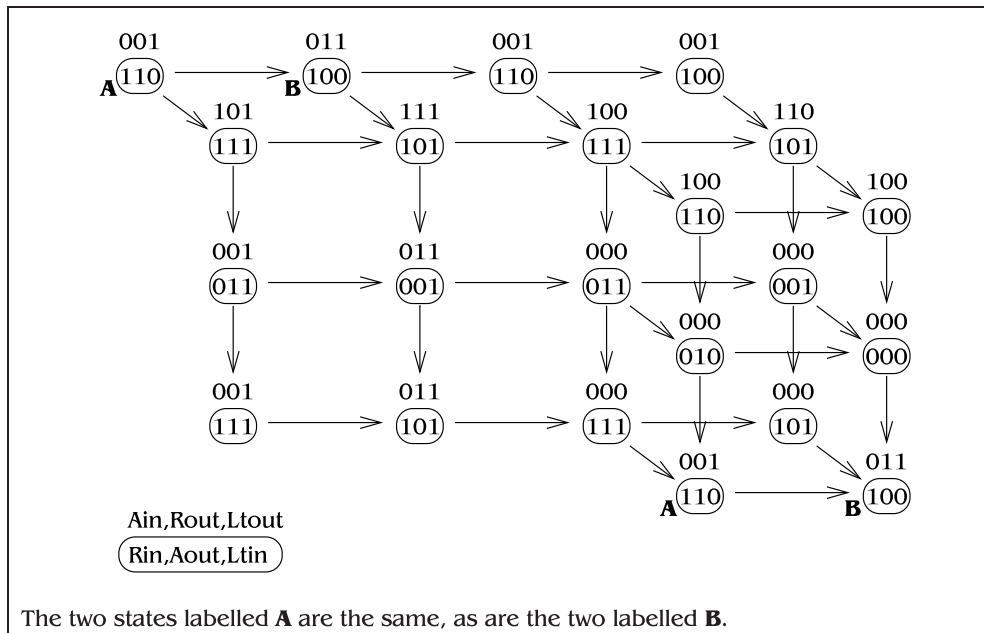 001 011 001 001
A 110 B 100 110 100
101 111 100 110
111 101 111 101
100 100
110 100
001 011 000 000
011 001 011 001
000 000
010 000
001 011 000 000
111 101 111 101
001 011
A 110 B 100
Ain,Rout,Ltout
Rin,Aout,Ltin
The two states labelled A are the same, as are the two labelled B.